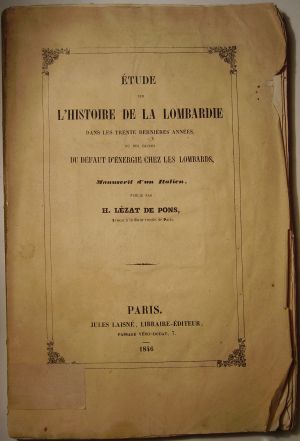 ÉTUDE
SUR
L'HISTOIRE DE LA LOMBARDIE
DANS LES TRENTE DERNIÈRES ANNÉES,
OU DES CAUSES
DU DEFAUT D'ÉNERGIE CHEZ LES LOMBARDS,
Manuscrit d'un Italien,
PUBLIÉ PAR
H. LÉZAT DE PONS,
PARIS.
JULES LAISNÉ, LIBRAIRE-ÉDITEUR,
PASSAGE VÉRO-DODAT, 7.
1846